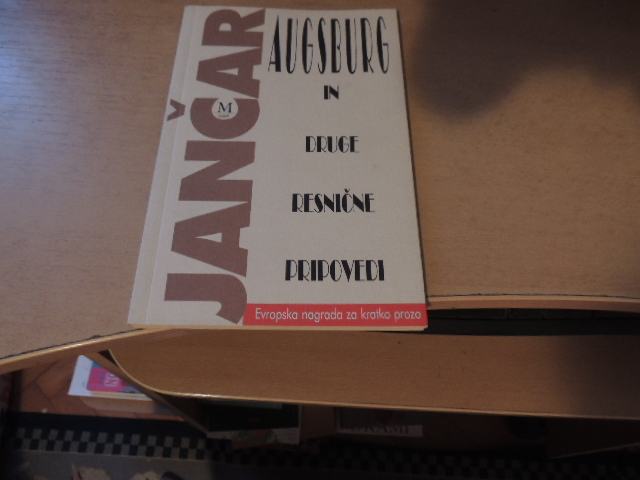 JANČAR
M
AUGSBURG
IN
DRUGE
RESNIČNE
PRIPOVEDI
Evropska nagrada za kratko prozo